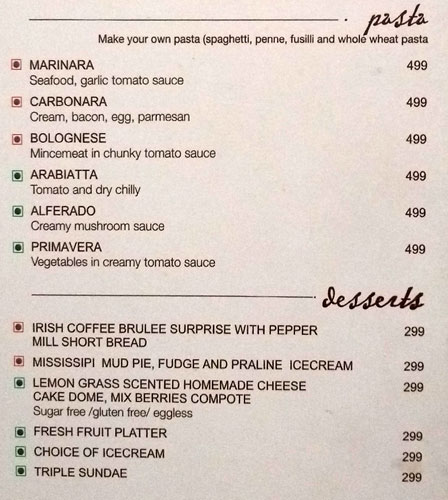 pasta
Make your own pasta (spaghetti, penne, fusilli and whole wheat pasta
MARINARA 499
Seafood, garlic tomato sauce
CARBONARA 499
Cream, bacon, egg, parmesan
BOLOGNESE 499
Mincemeat in chunky tomato sauce
ARABIATTA 499
Tomato and dry chilly
ALFERADO 499
Creamy mushroom sauce
PRIMAVERA 499
Vegetables in creamy tomato sauce
desserts
IRISH COFFEE BRULEE SURPRISE WITH PEPPER 299
MILL SHORT BREAD
MISSISSIPI MUD PIE, FUDGE AND PRALINE ICECREAM 299
LEMON GRASS SCENTED HOMEMADE CHEESE 299
CAKE DOME, MIX BERRIES COMPOTE
Sugar free /gluten free/ eggless
FRESH FRUIT PLATTER 299
CHOICE OF ICECREAM 299
TRIPLE SUNDAE 299